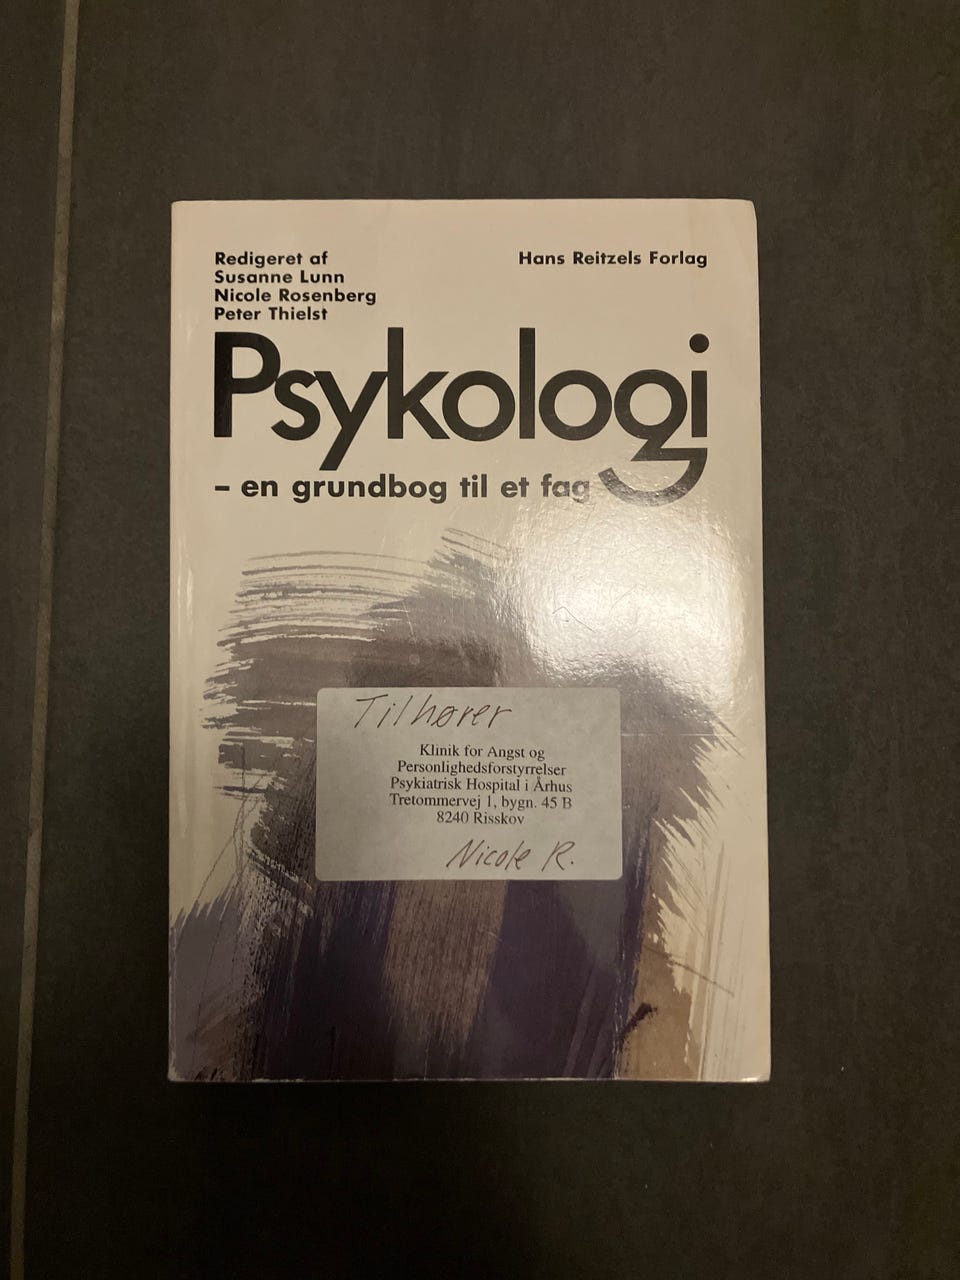 Redigeret af
Susanne Lunn
Nicole Rosenberg
Peter Thielst
Hans Reitzels Forlag
Psykologi
– en grundbog til et fag
Tilhører
Klinik for Angst og
Personlighedsforstyrrelser
Psykiatrisk Hospital i Århus
Tretommervej 1, bygn. 45 B
8240 Risskov
Nicole R.